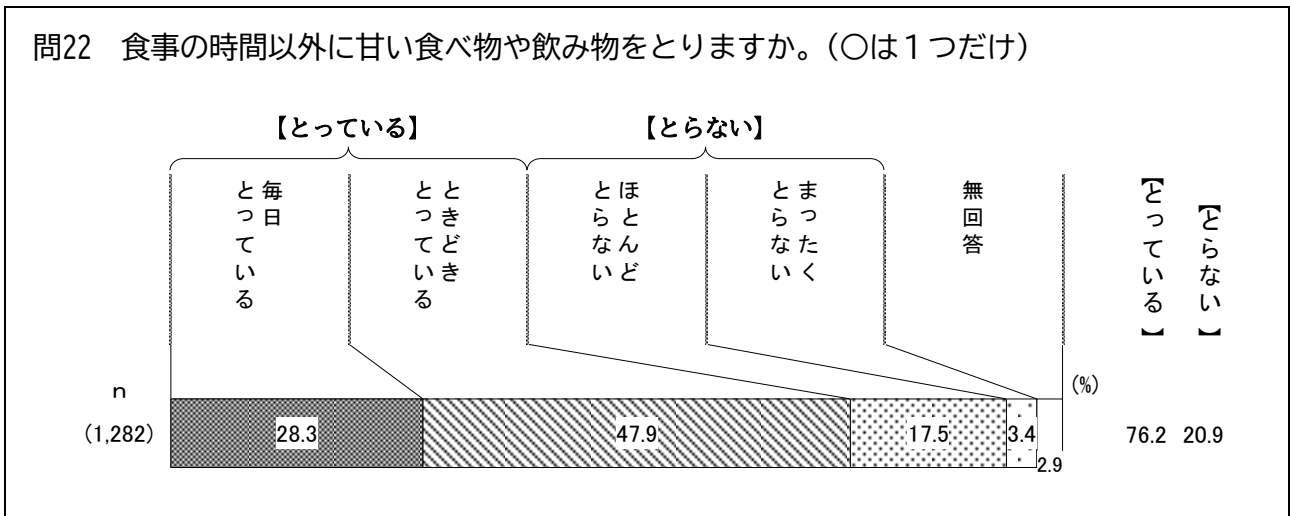 問22　食事の時間以外に甘い食べ物や飲み物をとりますか。（○は１つだけ）
【とっている】
【とらない】
毎日
とっている
ときどき
とっている
ほとんど
とらない
まったく
とらない
無回答
【とっている】
【とらない】
n
(%)
(1,282)
28.3
47.9
17.5
3.4
2.9
76.2
20.9